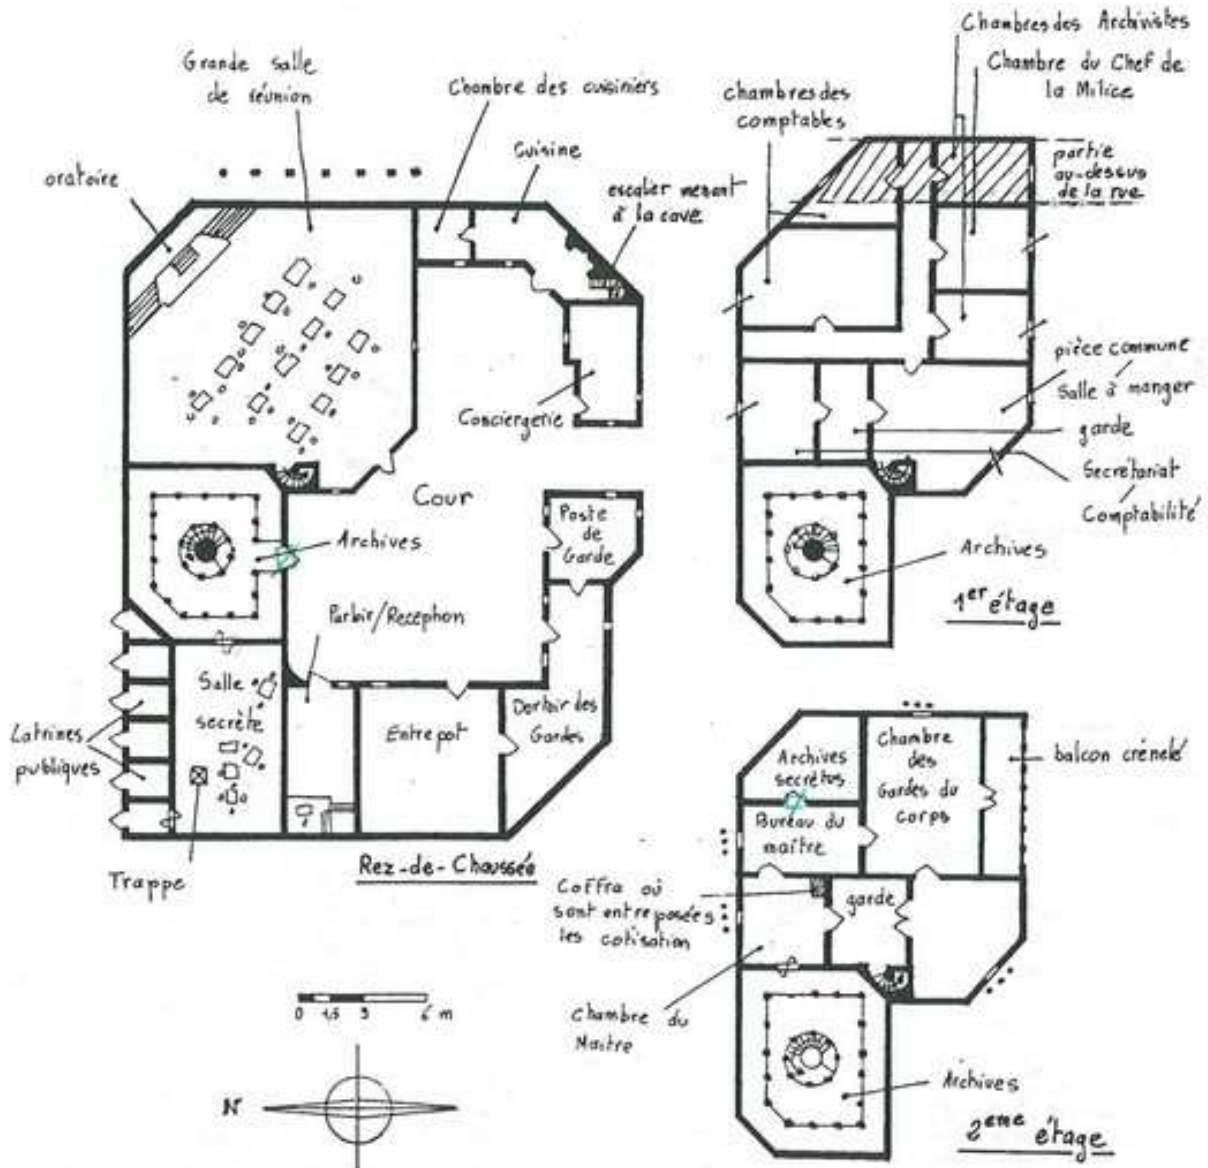 Grande salle
de réunion
Chambre des cuisiniers
Cuisine
oratoire
escalier menant
à la cave
Conciergerie
Cour
Archives
Poste
de
Garde
Parloir/Réception
Salle
secrète
Latrines
publiques
Entrepot
Dortoir des
Gardes
Trappe
Rez-de-Chaussée
0 1,5 3 6 m
N
Chambres des Archivistes
Chambre du Chef de
la Milice
chambres des
comptables
partie
au-dessus
de la rue
pièce commune
Salle à manger
garde
Secrétariat
Comptabilité
Archives
1er étage
Archives
secrètes
Chambre
des
Gardes du
corps
balcon crénelé
Bureau du
maître
Coffre où
sont entreposées
les cotisation
garde
Chambre du
Maitre
Archives
2eme étage